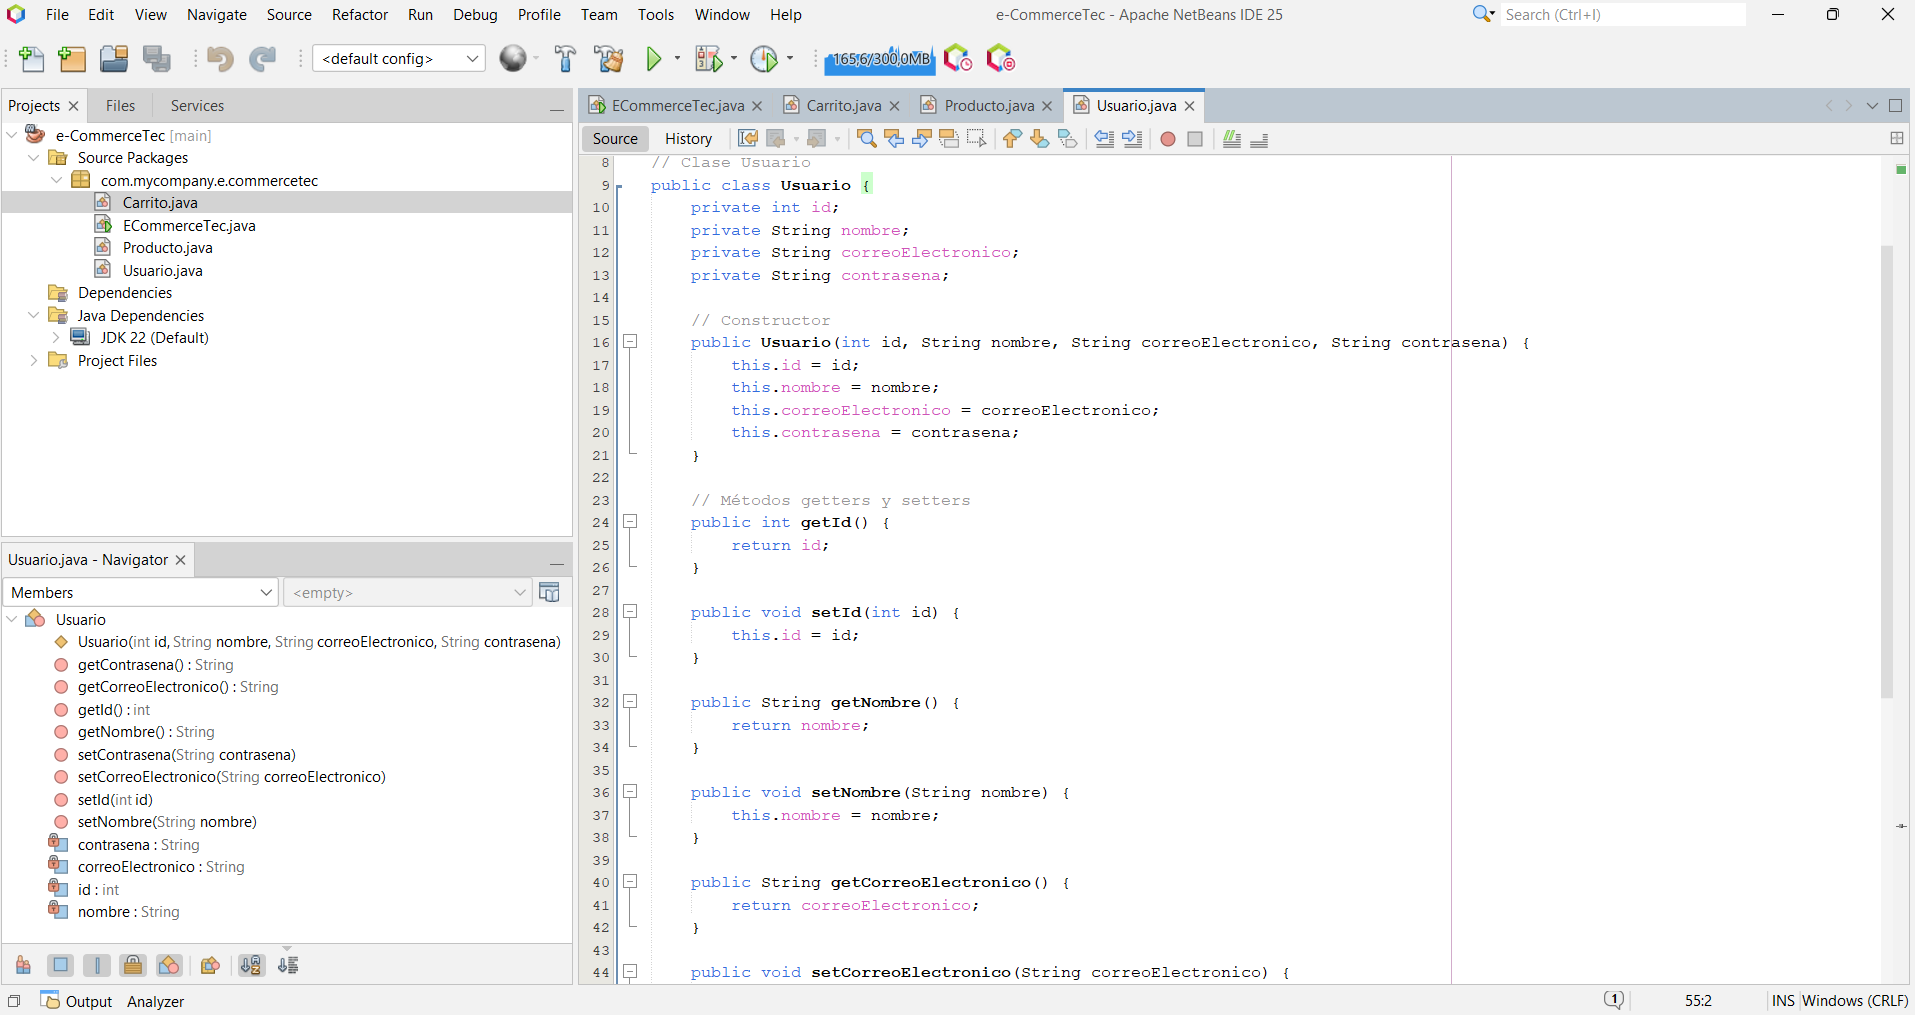 File Edit View Navigate Source Refactor Run Debug Profile Team Tools Window Help
e-CommerceTec - Apache NetBeans IDE 25
Search (Ctrl+I)
<default config>
165,6/300,0MB
Projects Files Services
e-CommerceTec [main]
Source Packages
com.mycompany.e.commercetec
Carrito.java
ECommerceTec.java
Producto.java
Usuario.java
Dependencies
Java Dependencies
JDK 22 (Default)
Project Files
Usuario.java - Navigator
Members
<empty>
Usuario
Usuario(int id, String nombre, String correoElectronico, String contrasena)
getContrasena() : String
getCorreoElectronico() : String
getId() : int
getNombre() : String
setContrasena(String contrasena)
setCorreoElectronico(String correoElectronico)
setId(int id)
setNombre(String nombre)
contrasena : String
correoElectronico : String
id : int
nombre : String
ECommerceTec.java Carrito.java Producto.java Usuario.java
Source History
8 // Clase Usuario
9 public class Usuario {
10 private int id;
11 private String nombre;
12 private String correoElectronico;
13 private String contrasena;
14
15 // Constructor
16 public Usuario(int id, String nombre, String correoElectronico, String contrasena) {
17 this.id = id;
18 this.nombre = nombre;
19 this.correoElectronico = correoElectronico;
20 this.contrasena = contrasena;
21 }
22
23 // Métodos getters y setters
24 public int getId() {
25 return id;
26 }
27
28 public void setId(int id) {
29 this.id = id;
30 }
31
32 public String getNombre() {
33 return nombre;
34 }
35
36 public void setNombre(String nombre) {
37 this.nombre = nombre;
38 }
39
40 public String getCorreoElectronico() {
41 return correoElectronico;
42 }
43
44 public void setCorreoElectronico(String correoElectronico) {
Output Analyzer
1
55:2
INS Windows (CRLF)